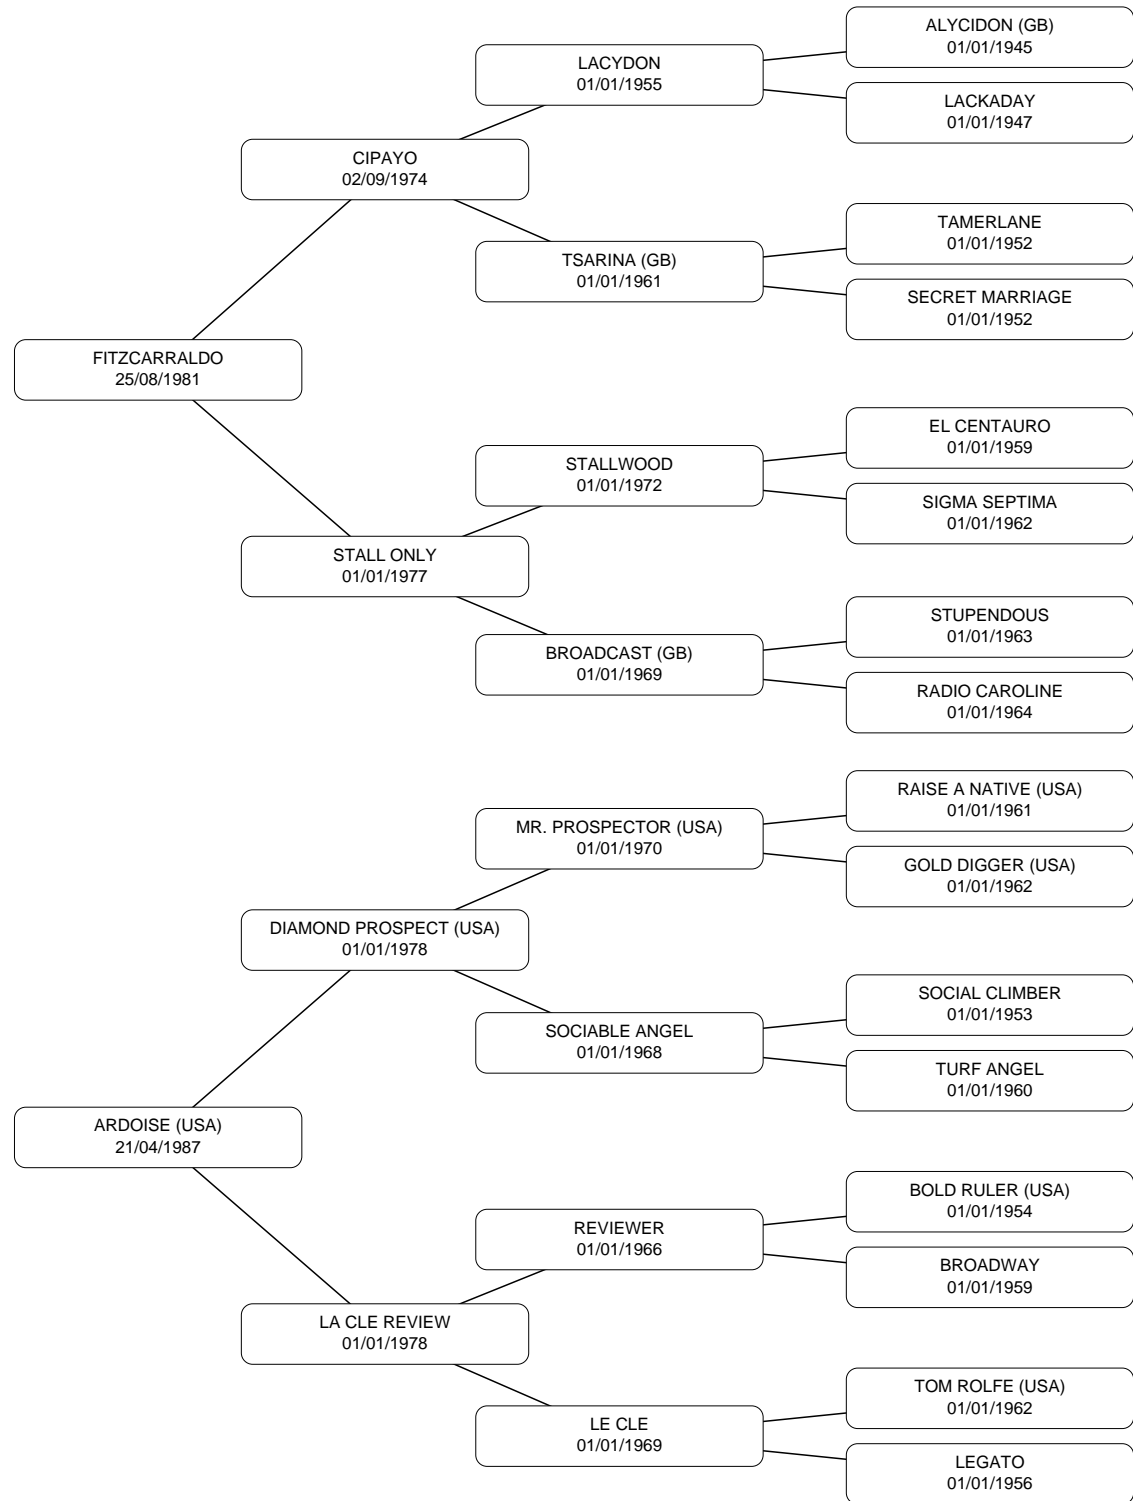 ALYCIDON (GB)
01/01/1945
LACYDON
01/01/1955
LACKADAY
01/01/1947
CIPAYO
02/09/1974
TAMERLANE
01/01/1952
TSARINA (GB)
01/01/1961
SECRET MARRIAGE
01/01/1952
FITZCARRALDO
25/08/1981
EL CENTAURO
01/01/1959
STALLWOOD
01/01/1972
SIGMA SEPTIMA
01/01/1962
STALL ONLY
01/01/1977
STUPENDOUS
01/01/1963
BROADCAST (GB)
01/01/1969
RADIO CAROLINE
01/01/1964
RAISE A NATIVE (USA)
01/01/1961
MR. PROSPECTOR (USA)
01/01/1970
GOLD DIGGER (USA)
01/01/1962
DIAMOND PROSPECT (USA)
01/01/1978
SOCIAL CLIMBER
01/01/1953
SOCIABLE ANGEL
01/01/1968
TURF ANGEL
01/01/1960
ARDOISE (USA)
21/04/1987
BOLD RULER (USA)
01/01/1954
REVIEWER
01/01/1966
BROADWAY
01/01/1959
LA CLE REVIEW
01/01/1978
TOM ROLFE (USA)
01/01/1962
LE CLE
01/01/1969
LEGATO
01/01/1956